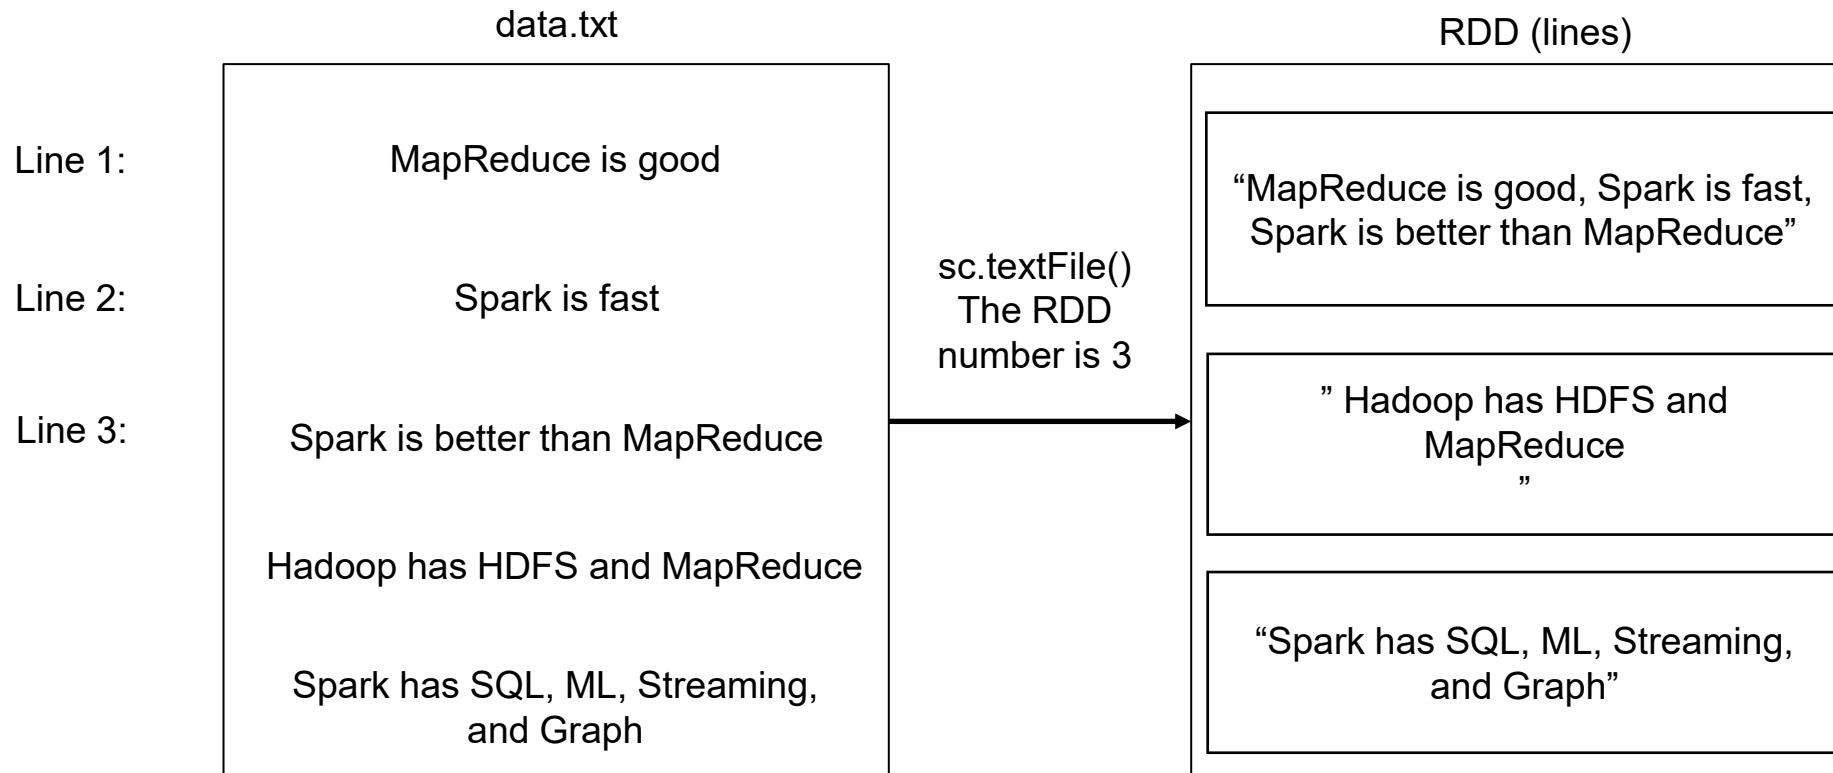 data.txt
RDD (lines)
Line 1:
MapReduce is good
“MapReduce is good, Spark is fast,
Spark is better than MapReduce”
Line 2:
Spark is fast
sc.textFile()
The RDD
number is 3
Line 3:
Spark is better than MapReduce
” Hadoop has HDFS and
MapReduce
”
Hadoop has HDFS and MapReduce
Spark has SQL, ML, Streaming,
and Graph
“Spark has SQL, ML, Streaming,
and Graph”